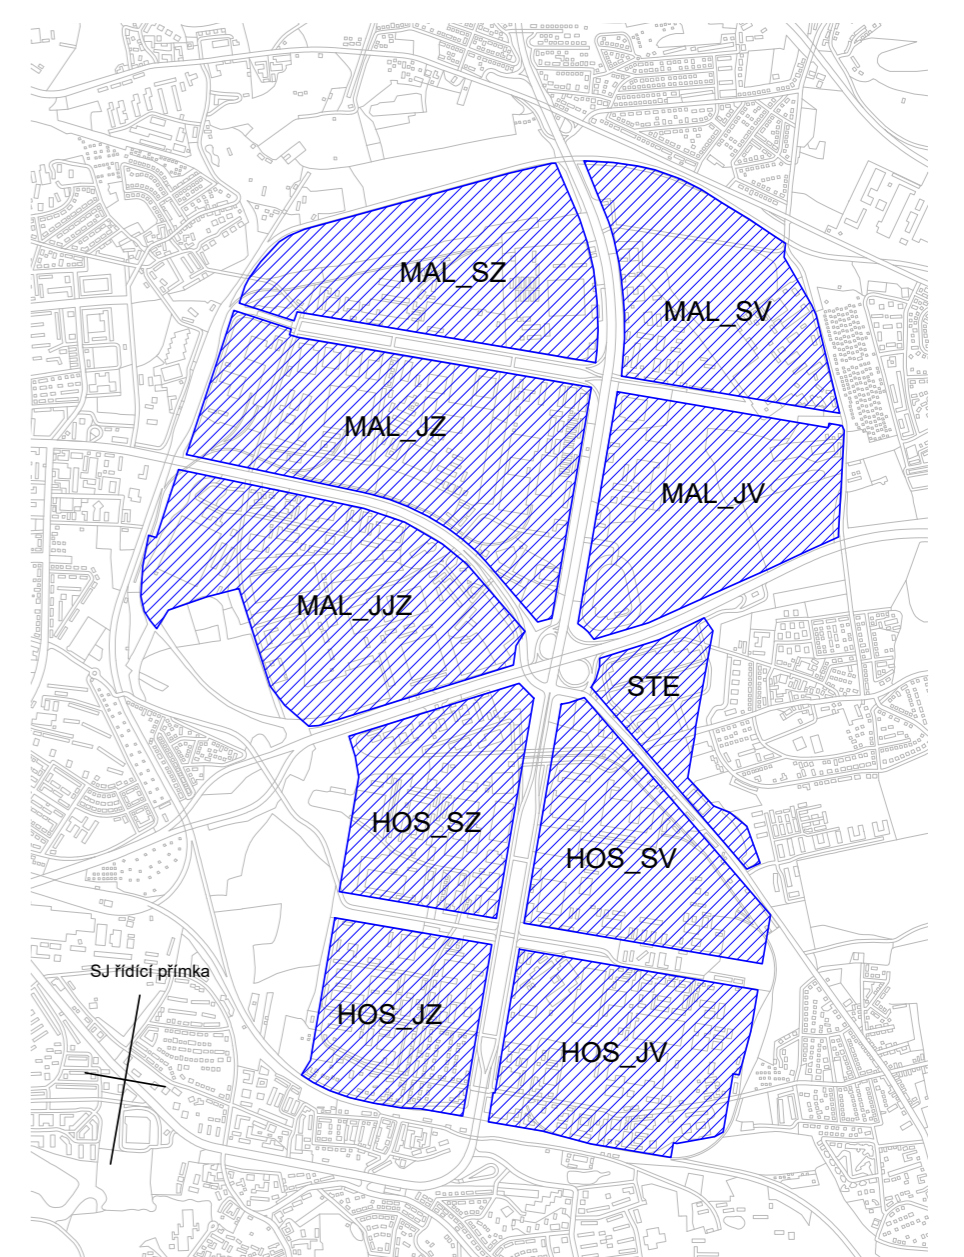 MAL_SZ
MAL_SV
MAL_JZ
MAL_JV
MAL_JJZ
STE
HOS_SZ
HOS_SV
SJ řídící přímka
HOS_JZ
HOS_JV